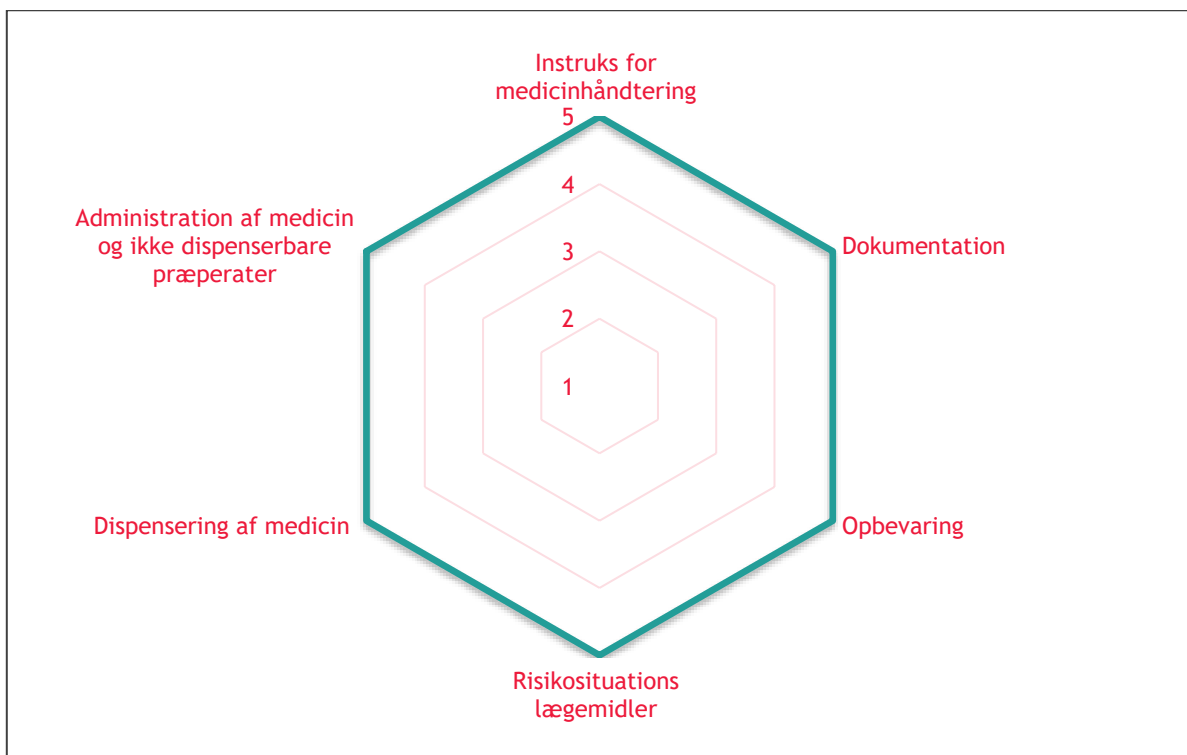 Instruks for
medicinhåndtering
5
4
3
2
1
Administration af medicin
og ikke dispenserbare
præperater
Dokumentation
Dispensering af medicin
Opbevaring
Risikosituations
lægemidler